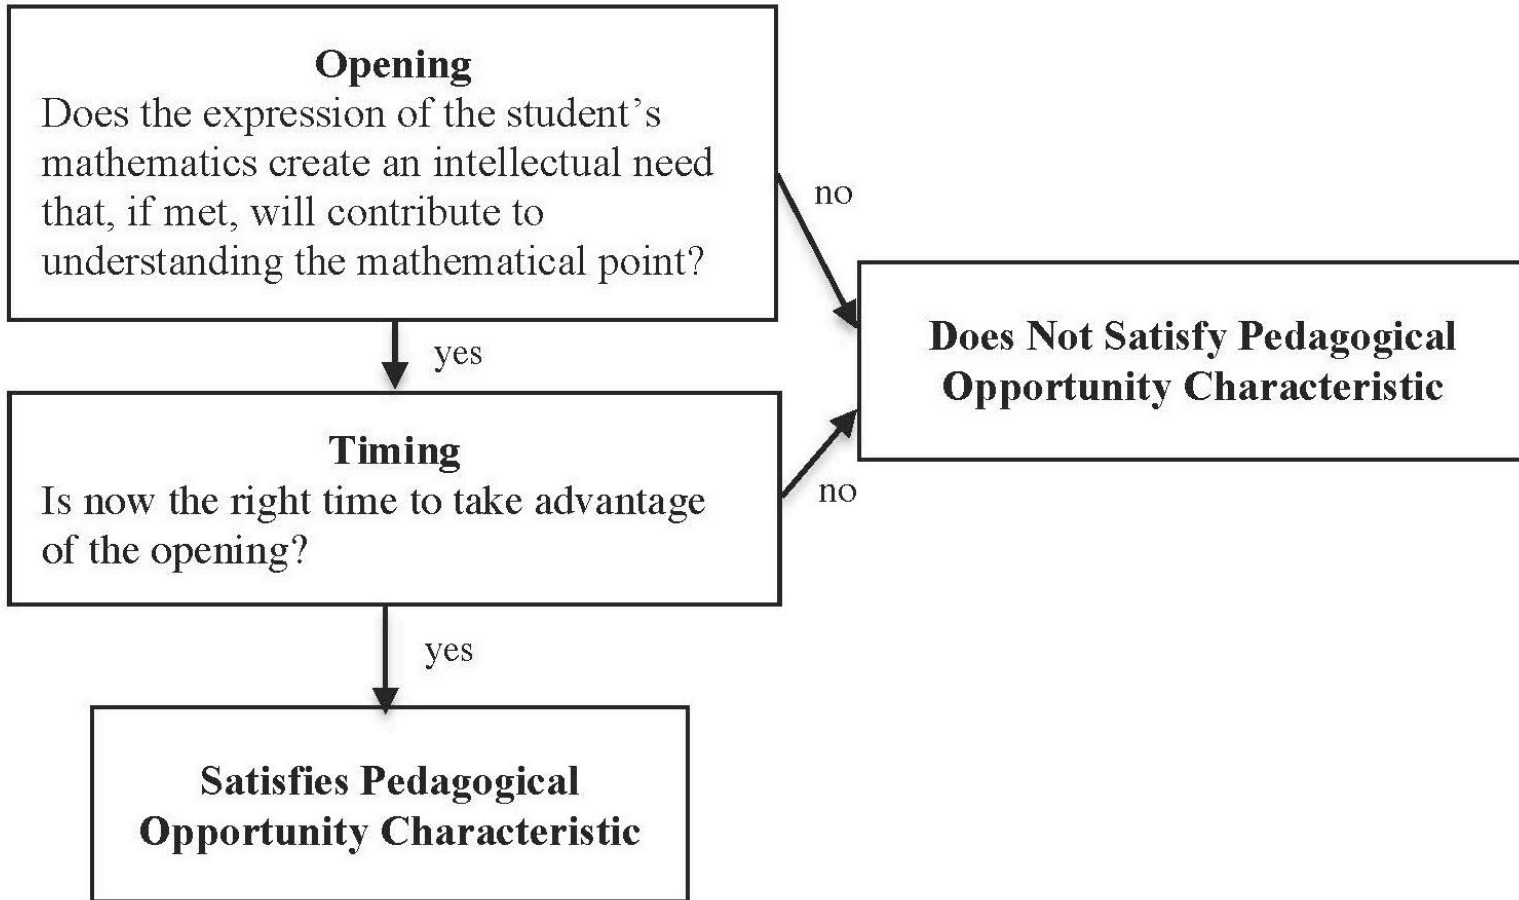 Opening
Does the expression of the student’s
mathematics create an intellectual need
that, if met, will contribute to
understanding the mathematical point?
no
Does Not Satisfy Pedagogical
Opportunity Characteristic
yes
Timing
Is now the right time to take advantage
of the opening?
no
yes
Satisfies Pedagogical
Opportunity Characteristic